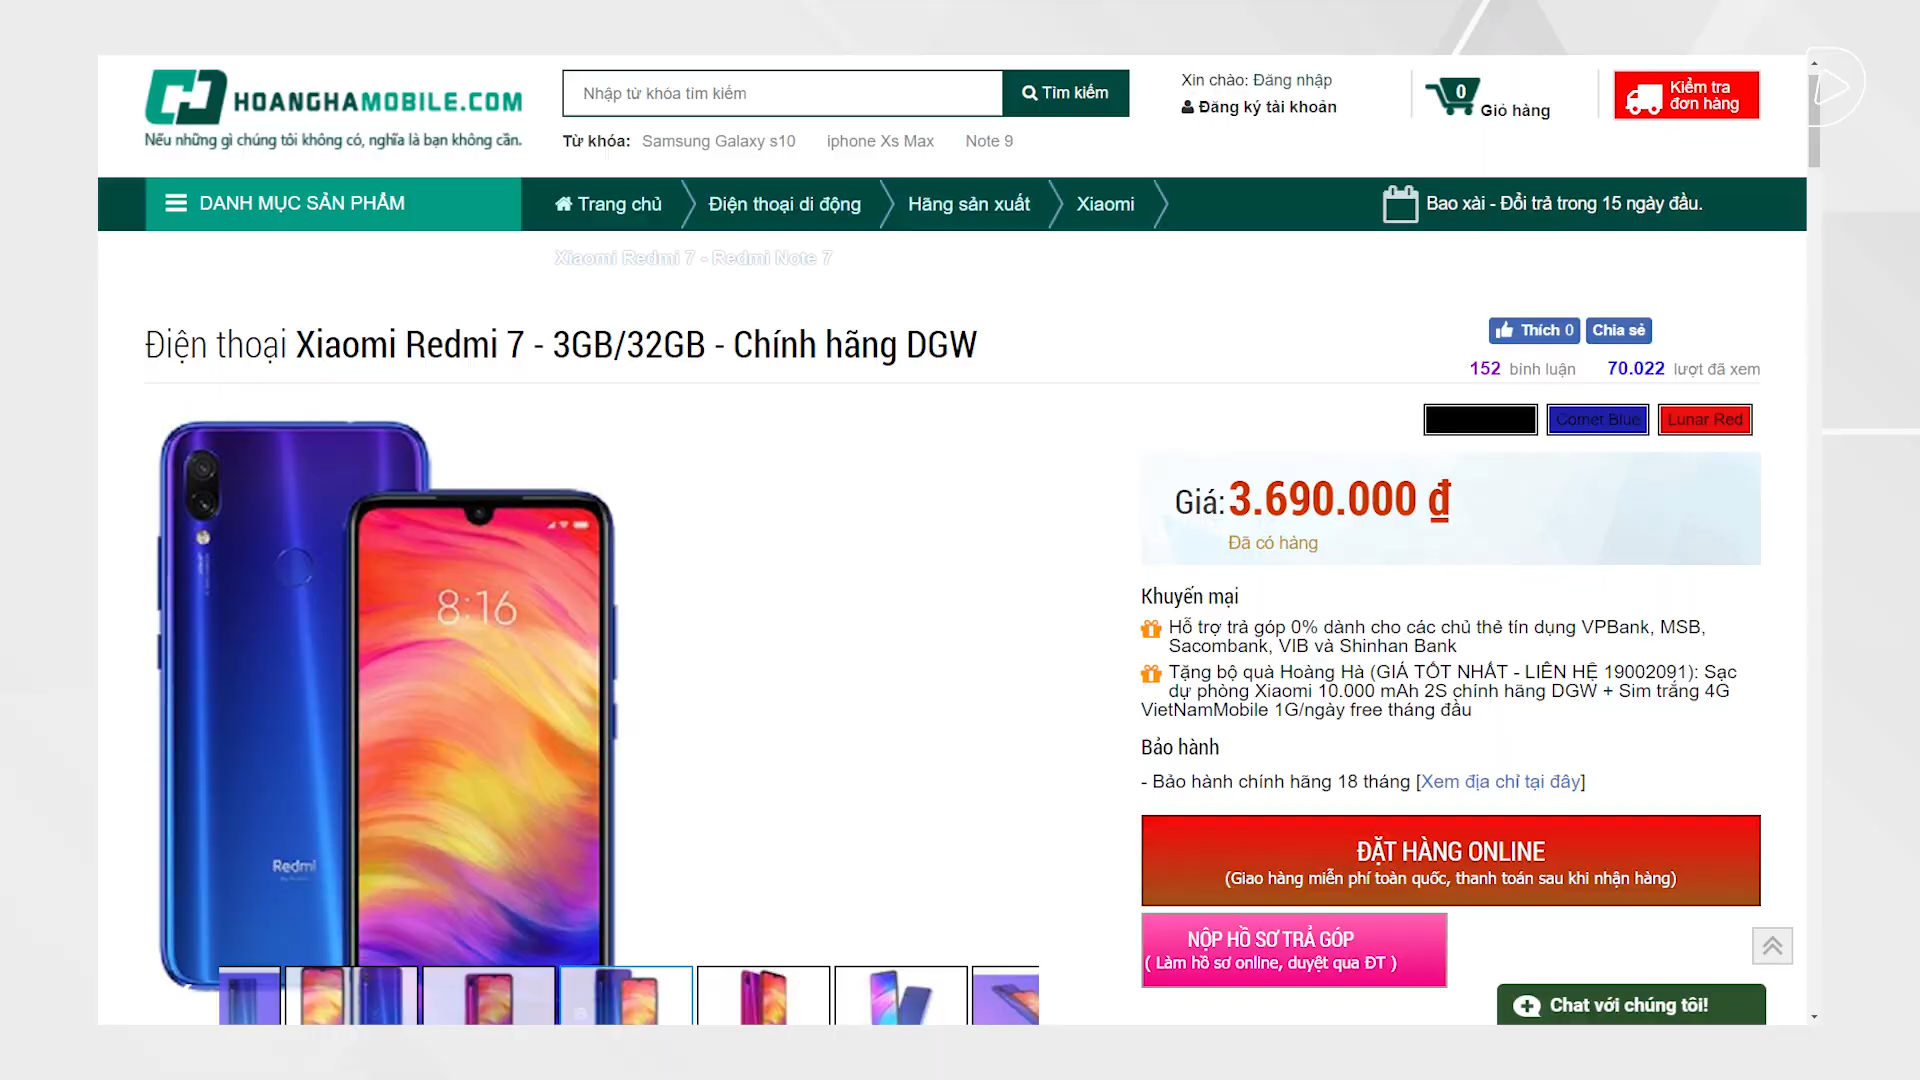 HOANGHAMOBILE.COM
Nếu những gì chúng tôi không có, nghĩa là bạn không cần.
Nhập từ khóa tìm kiếm
Tìm kiếm
Từ khóa: Samsung Galaxy s10 iphone Xs Max Note 9
Xin chào: Đăng nhập
Đăng ký tài khoản
0
Giỏ hàng
Kiểm tra
đơn hàng
DANH MỤC SẢN PHẨM
Trang chủ
Điện thoại di động
Hãng sản xuất
Xiaomi
Bao xài - Đổi trả trong 15 ngày đầu.
Xiaomi Redmi 7 - Redmi Note 7
Điện thoại Xiaomi Redmi 7 - 3GB/32GB - Chính hãng DGW
Thích 0
Chia sẻ
152 bình luận 70.022 lượt đã xem
Comet Blue
Lunar Red
Giá: 3.690.000 ₫
Đã có hàng
8:16
Redmi
Khuyến mại
Hỗ trợ trả góp 0% dành cho các chủ thẻ tín dụng VPBank, MSB,
Sacombank, VIB và Shinhan Bank
Tặng bộ quà Hoàng Hà (GIÁ TỐT NHẤT - LIÊN HỆ 19002091): Sạc
dự phòng Xiaomi 10.000 mAh 2S chính hãng DGW + Sim trắng 4G
VietNamMobile 1G/ngày free tháng đầu
Bảo hành
- Bảo hành chính hãng 18 tháng [Xem địa chỉ tại đây]
ĐẶT HÀNG ONLINE
(Giao hàng miễn phí toàn quốc, thanh toán sau khi nhận hàng)
NỘP HỒ SƠ TRẢ GÓP
( Làm hồ sơ online, duyệt qua ĐT )
Chat với chúng tôi!